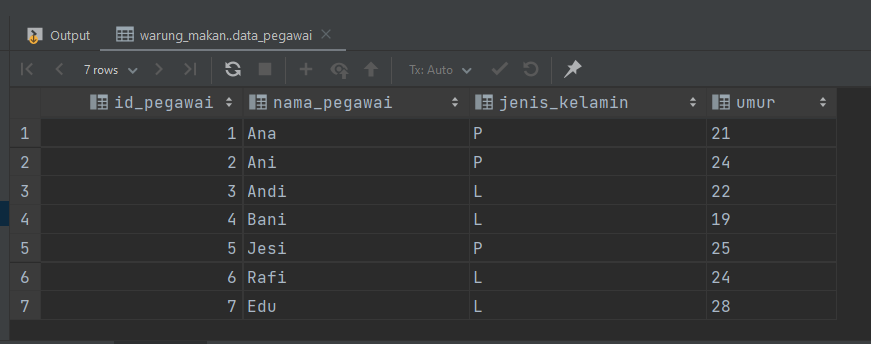 Output warung_makan..data_pegawai
7 rows Tx: Auto
id_pegawai nama_pegawai jenis_kelamin umur
1 1 Ana P 21
2 2 Ani P 24
3 3 Andi L 22
4 4 Bani L 19
5 5 Jesi P 25
6 6 Rafi L 24
7 7 Edu L 28